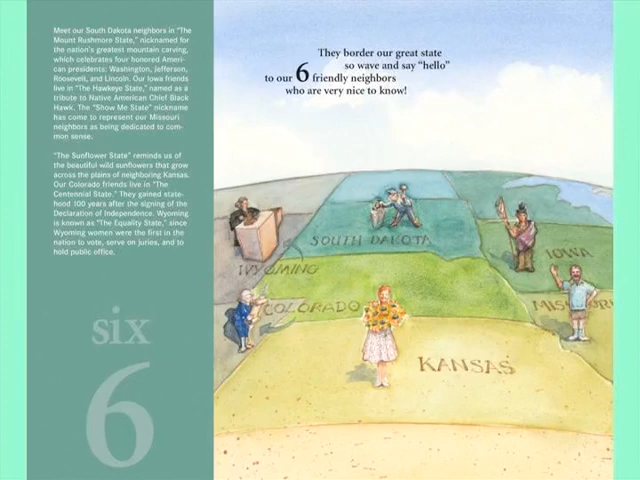 Meet our South Dakota neighbors in "The
Mount Rushmore State," nicknamed for
the nation's greatest mountain carving,
which celebrates four honored Ameri-
can presidents: Washington, Jefferson,
Roosevelt, and Lincoln. Our Iowa friends
live in "The Hawkeye State," named as a
tribute to Native American Chief Black
Hawk. The "Show Me State" nickname
has come to represent our Missouri
neighbors as being dedicated to com-
mon sense.
"The Sunflower State" reminds us of
the beautiful wild sunflowers that grow
across the plains of neighboring Kansas.
Our Colorado friends live in "The
Centennial State." They gained state-
hood 100 years after the signing of the
Declaration of Independence. Wyoming
is known as "The Equality State," since
Wyoming women were the first in the
nation to vote, serve on juries, and to
hold public office.
six
6
They border our great state
so wave and say "hello"
to our 6 friendly neighbors
who are very nice to know!
SOUTH DAKOTA
IOWA
WYOMING
COLORADO
MISSOURI
KANSAS